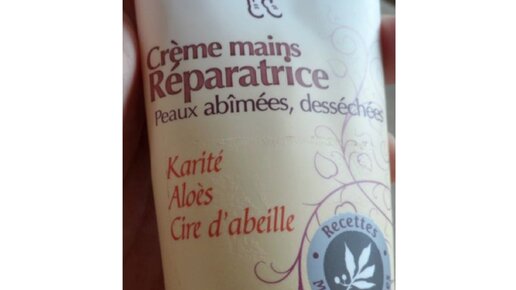 Crème mains
Réparatrice
Peaux abîmées, desséchées
Karité
Aloès
Cire d'abeille
Recettes